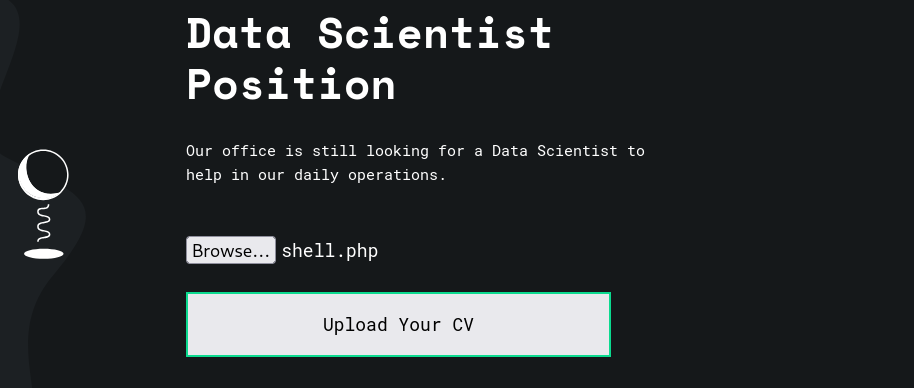 Data Scientist
Position
Our office is still looking for a Data Scientist to
help in our daily operations.
Browse... shell.php
Upload Your CV